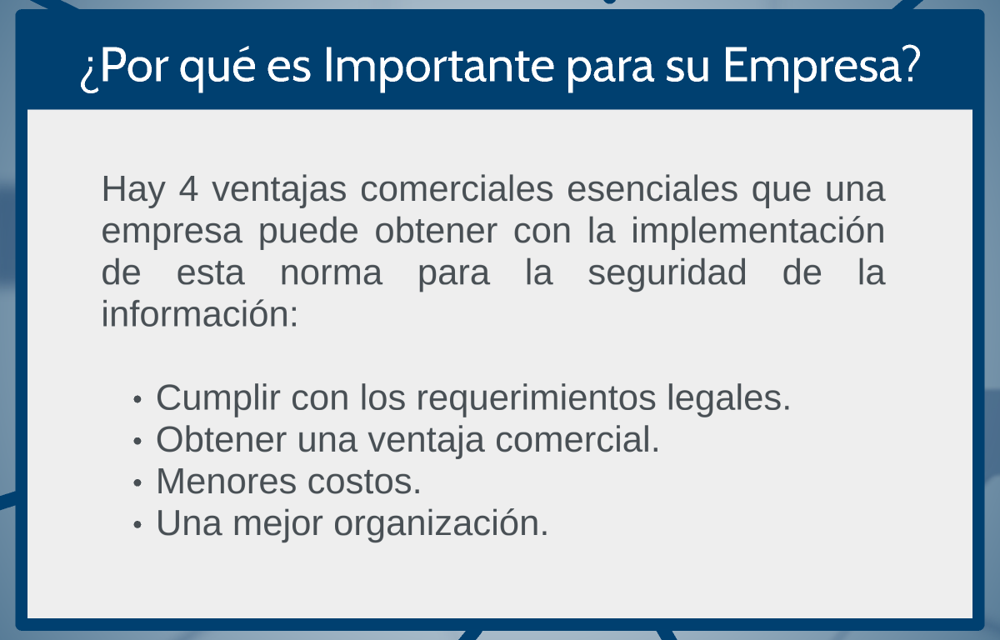 ¿Por qué es Importante para su Empresa?
Hay 4 ventajas comerciales esenciales que una
empresa puede obtener con la implementación
de esta norma para la seguridad de la
información:
• Cumplir con los requerimientos legales.
• Obtener una ventaja comercial.
• Menores costos.
• Una mejor organización.